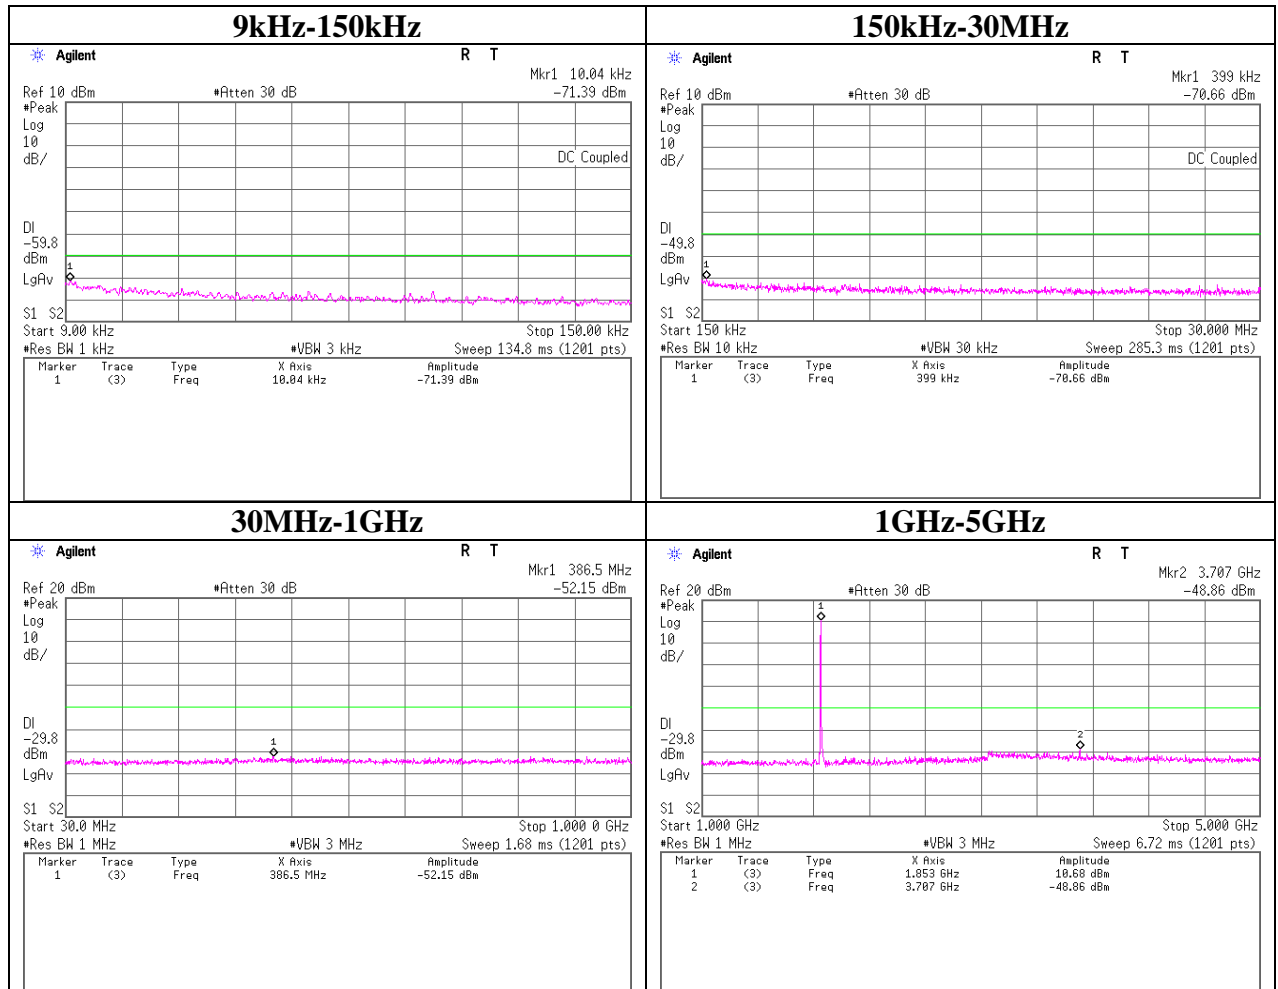 9kHz-150kHz
Agilent
R T
Mkr1 10.04 kHz
Ref 10 dBm #Atten 30 dB -71.39 dBm
#Peak
Log
10
dB/
DC Coupled
DI
-59.8
dBm
LgAv
1
S1 S2
Start 9.00 kHz Stop 150.00 kHz
#Res BW 1 kHz #VBW 3 kHz Sweep 134.8 ms (1201 pts)
Marker Trace Type X Axis Amplitude
1 (3) Freq 10.04 kHz -71.39 dBm
150kHz-30MHz
Agilent
R T
Mkr1 399 kHz
Ref 10 dBm #Atten 30 dB -70.66 dBm
#Peak
Log
10
dB/
DC Coupled
DI
-49.8
dBm
LgAv
1
S1 S2
Start 150 kHz Stop 30.000 MHz
#Res BW 10 kHz #VBW 30 kHz Sweep 285.3 ms (1201 pts)
Marker Trace Type X Axis Amplitude
1 (3) Freq 399 kHz -70.66 dBm
30MHz-1GHz
Agilent
R T
Mkr1 386.5 MHz
Ref 20 dBm #Atten 30 dB -52.15 dBm
#Peak
Log
10
dB/
DI
-29.8
dBm
LgAv
1
S1 S2
Start 30.0 MHz Stop 1.000 0 GHz
#Res BW 1 MHz #VBW 3 MHz Sweep 1.68 ms (1201 pts)
Marker Trace Type X Axis Amplitude
1 (3) Freq 386.5 MHz -52.15 dBm
1GHz-5GHz
Agilent
R T
Mkr2 3.707 GHz
Ref 20 dBm #Atten 30 dB -48.86 dBm
#Peak
1
Log
10
dB/
DI
-29.8
2
dBm
LgAv
S1 S2
Start 1.000 GHz Stop 5.000 GHz
#Res BW 1 MHz #VBW 3 MHz Sweep 6.72 ms (1201 pts)
Marker Trace Type X Axis Amplitude
1 (3) Freq 1.853 GHz 10.68 dBm
2 (3) Freq 3.707 GHz -48.86 dBm